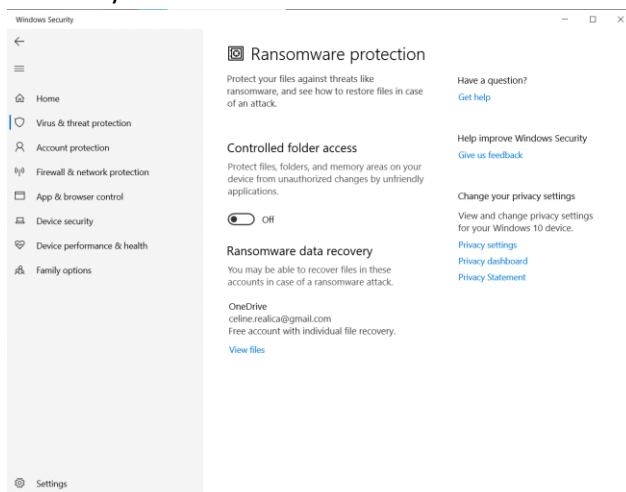 Windows Security
Home
Virus & threat protection
Account protection
Firewall & network protection
App & browser control
Device security
Device performance & health
Family options
Settings
Ransomware protection
Protect your files against threats like
ransomware, and see how to restore files in case
of an attack.
Controlled folder access
Protect files, folders, and memory areas on your
device from unauthorized changes by unfriendly
applications.
Off
Ransomware data recovery
You may be able to recover files in these
accounts in case of a ransomware attack.
OneDrive
celine.realica@gmail.com
Free account with individual file recovery.
View files
Have a question?
Get help
Help improve Windows Security
Give us feedback
Change your privacy settings
View and change privacy settings
for your Windows 10 device.
Privacy settings
Privacy dashboard
Privacy Statement